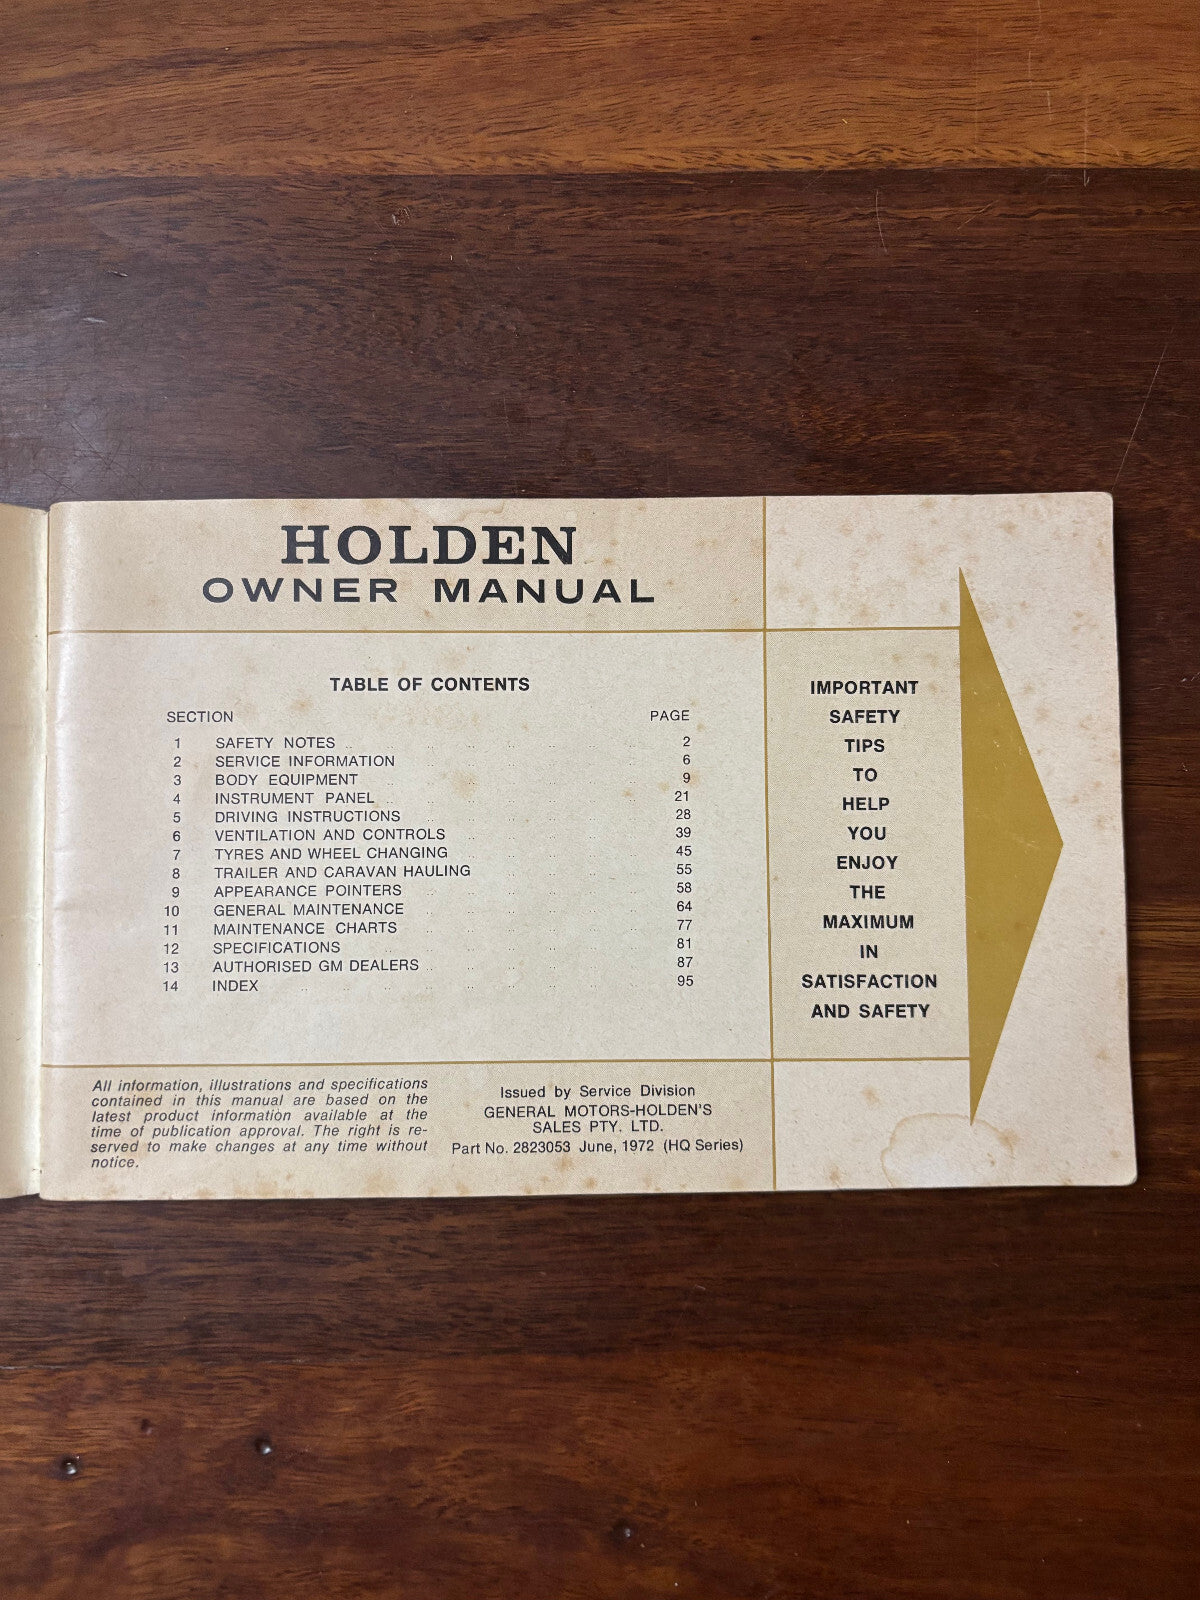 HOLDEN
OWNER MANUAL
TABLE OF CONTENTS
SECTION PAGE
1 SAFETY NOTES 2
2 SERVICE INFORMATION 6
3 BODY EQUIPMENT 9
4 INSTRUMENT PANEL 21
5 DRIVING INSTRUCTIONS 28
6 VENTILATION AND CONTROLS 39
7 TYRES AND WHEEL CHANGING 45
8 TRAILER AND CARAVAN HAULING 55
9 APPEARANCE POINTERS 58
10 GENERAL MAINTENANCE 64
11 MAINTENANCE CHARTS 77
12 SPECIFICATIONS 81
13 AUTHORISED GM DEALERS 87
14 INDEX 95
All information, illustrations and specifications
contained in this manual are based on the
latest product information available at the
time of publication approval. The right is re-
served to make changes at any time without
notice.
Issued by Service Division
GENERAL MOTORS-HOLDEN'S
SALES PTY. LTD.
Part No. 2823053 June, 1972 (HQ Series)
IMPORTANT
SAFETY
TIPS
TO
HELP
YOU
ENJOY
THE
MAXIMUM
IN
SATISFACTION
AND SAFETY